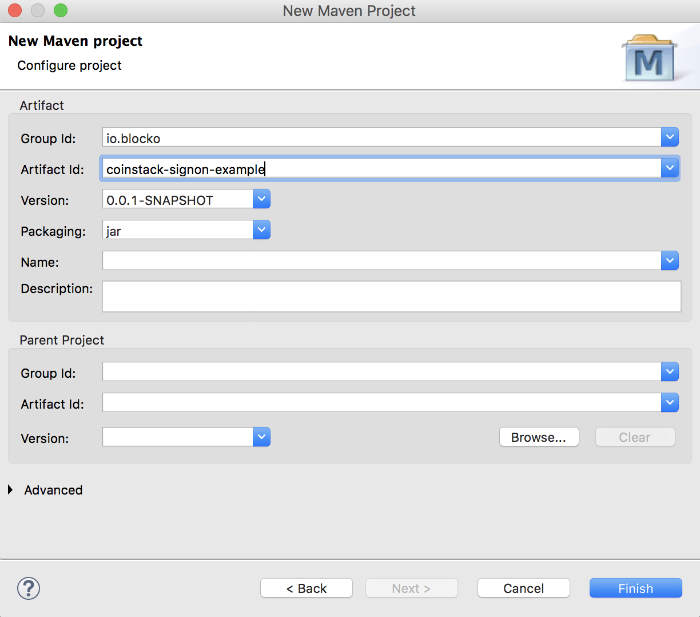 New Maven Project
New Maven project
Configure project
M
Artifact
Group Id: io.blocko
Artifact Id: coinstack-signon-example
Version: 0.0.1-SNAPSHOT
Packaging: jar
Name:
Description:
Parent Project
Group Id:
Artifact Id:
Version:
Browse... Clear
Advanced
? < Back Next > Cancel Finish